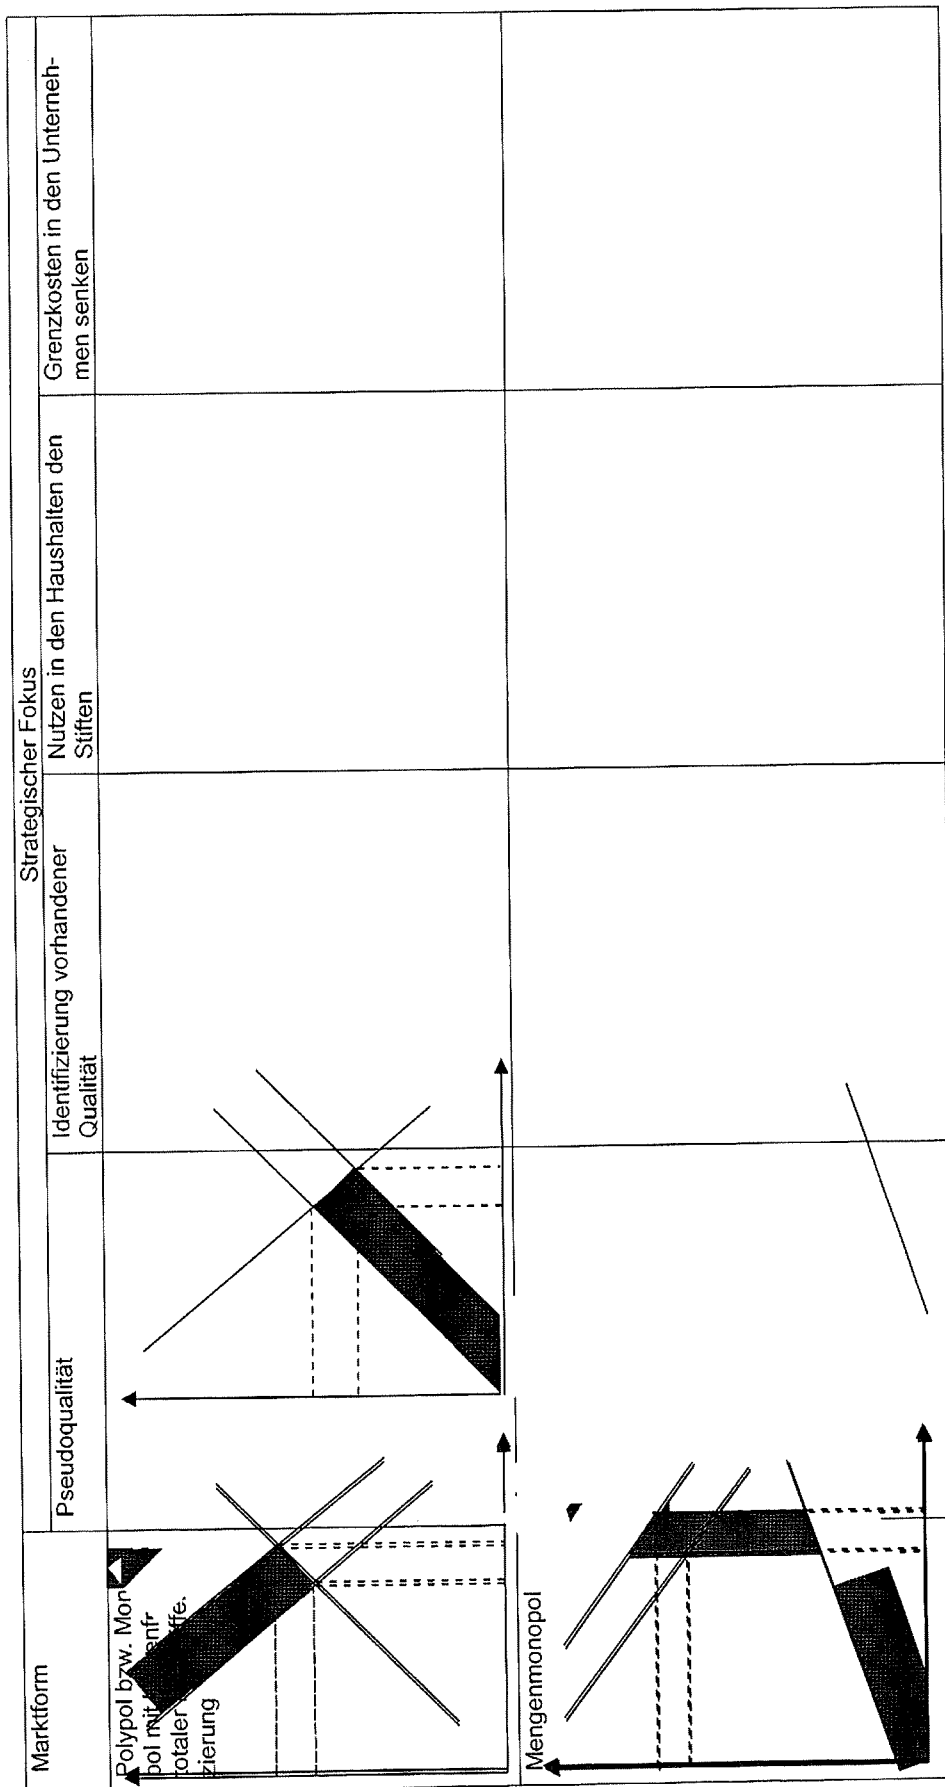 Strategischer Fokus
Marktform
Pseudoqualität
Identifizierung vorhandener
Qualität
Nutzen in den Haushalten den
Stiften
Grenzkosten in den Unterneh-
men senken
Polypol bzw. Mon
pol mit
totaler
zierung
Mengenmonopol